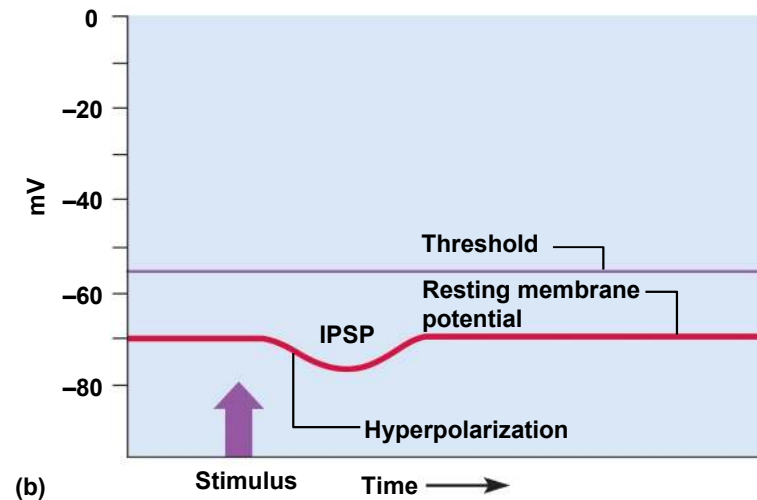 0
–20
–40
mV
Threshold
–60
Resting membrane
potential
IPSP
–80
Hyperpolarization
(b)
Stimulus
Time